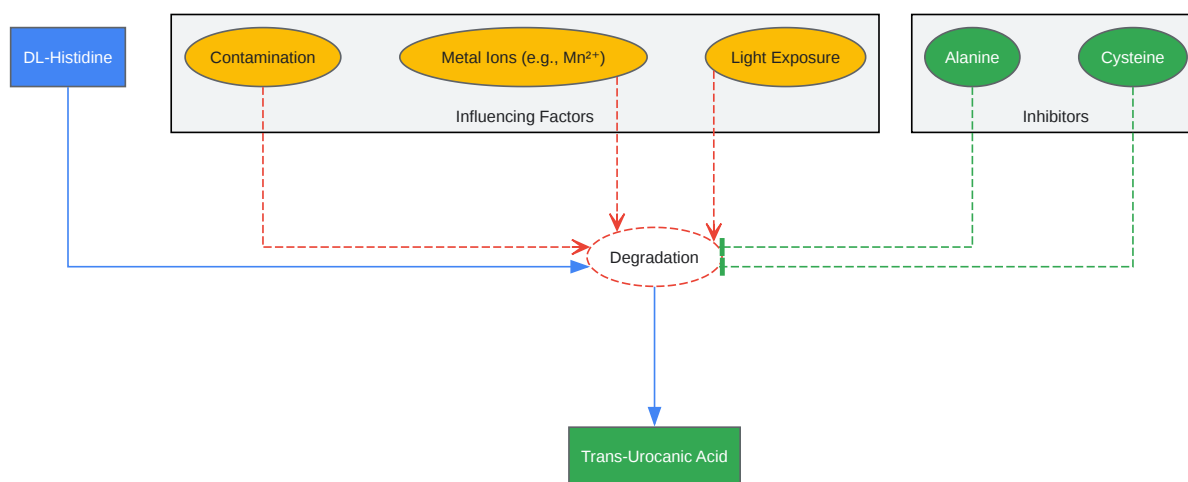 DL-Histidine
Contamination
Metal Ions (e.g., Mn²⁺)
Light Exposure
Influencing Factors
Alanine
Cysteine
Inhibitors
Degradation
Trans-Urocanic Acid